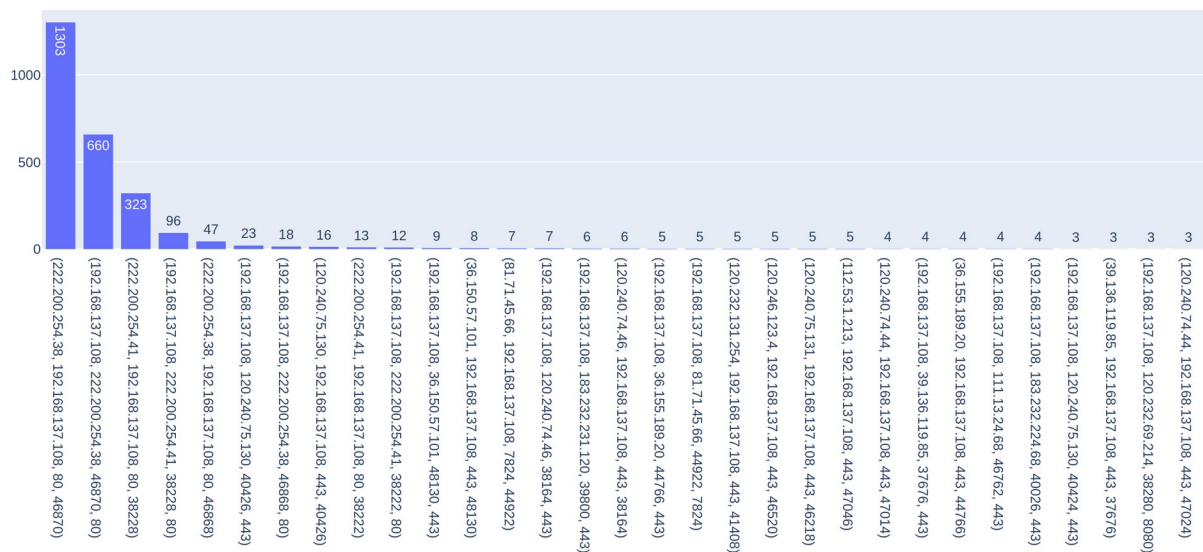 1303
660
323
96
47
23
18
16
13
12
9
8
7
7
6
6
5
5
5
5
5
5
4
4
4
4
4
3
3
3
3
1000
500
0
(222.200.254.38, 192.168.137.108, 80, 46870)
(192.168.137.108, 222.200.254.38, 46870, 80)
(222.200.254.41, 192.168.137.108, 80, 38228)
(192.168.137.108, 222.200.254.41, 38228, 80)
(222.200.254.38, 192.168.137.108, 80, 46868)
(192.168.137.108, 120.240.75.130, 40426, 443)
(192.168.137.108, 222.200.254.38, 46868, 80)
(120.240.75.130, 192.168.137.108, 443, 40426)
(222.200.254.41, 192.168.137.108, 80, 38222)
(192.168.137.108, 222.200.254.41, 38222, 80)
(192.168.137.108, 36.150.57.101, 48130, 443)
(36.150.57.101, 192.168.137.108, 443, 48130)
(81.71.45.66, 192.168.137.108, 7824, 44922)
(192.168.137.108, 120.240.74.46, 38164, 443)
(192.168.137.108, 183.232.231.120, 39800, 443)
(120.240.74.46, 192.168.137.108, 443, 38164)
(192.168.137.108, 36.155.189.20, 44766, 443)
(192.168.137.108, 81.71.45.66, 44922, 7824)
(120.232.131.254, 192.168.137.108, 443, 41408)
(120.246.123.4, 192.168.137.108, 443, 46520)
(120.240.75.131, 192.168.137.108, 443, 46218)
(112.53.1.213, 192.168.137.108, 443, 47046)
(120.240.74.44, 192.168.137.108, 443, 47014)
(192.168.137.108, 39.136.119.85, 37676, 443)
(36.155.189.20, 192.168.137.108, 443, 44766)
(192.168.137.108, 111.13.24.68, 46762, 443)
(192.168.137.108, 183.232.224.68, 40026, 443)
(192.168.137.108, 120.240.75.130, 40424, 443)
(39.136.119.85, 192.168.137.108, 443, 37676)
(192.168.137.108, 120.232.69.214, 38280, 8080)
(120.240.74.44, 192.168.137.108, 443, 47024)